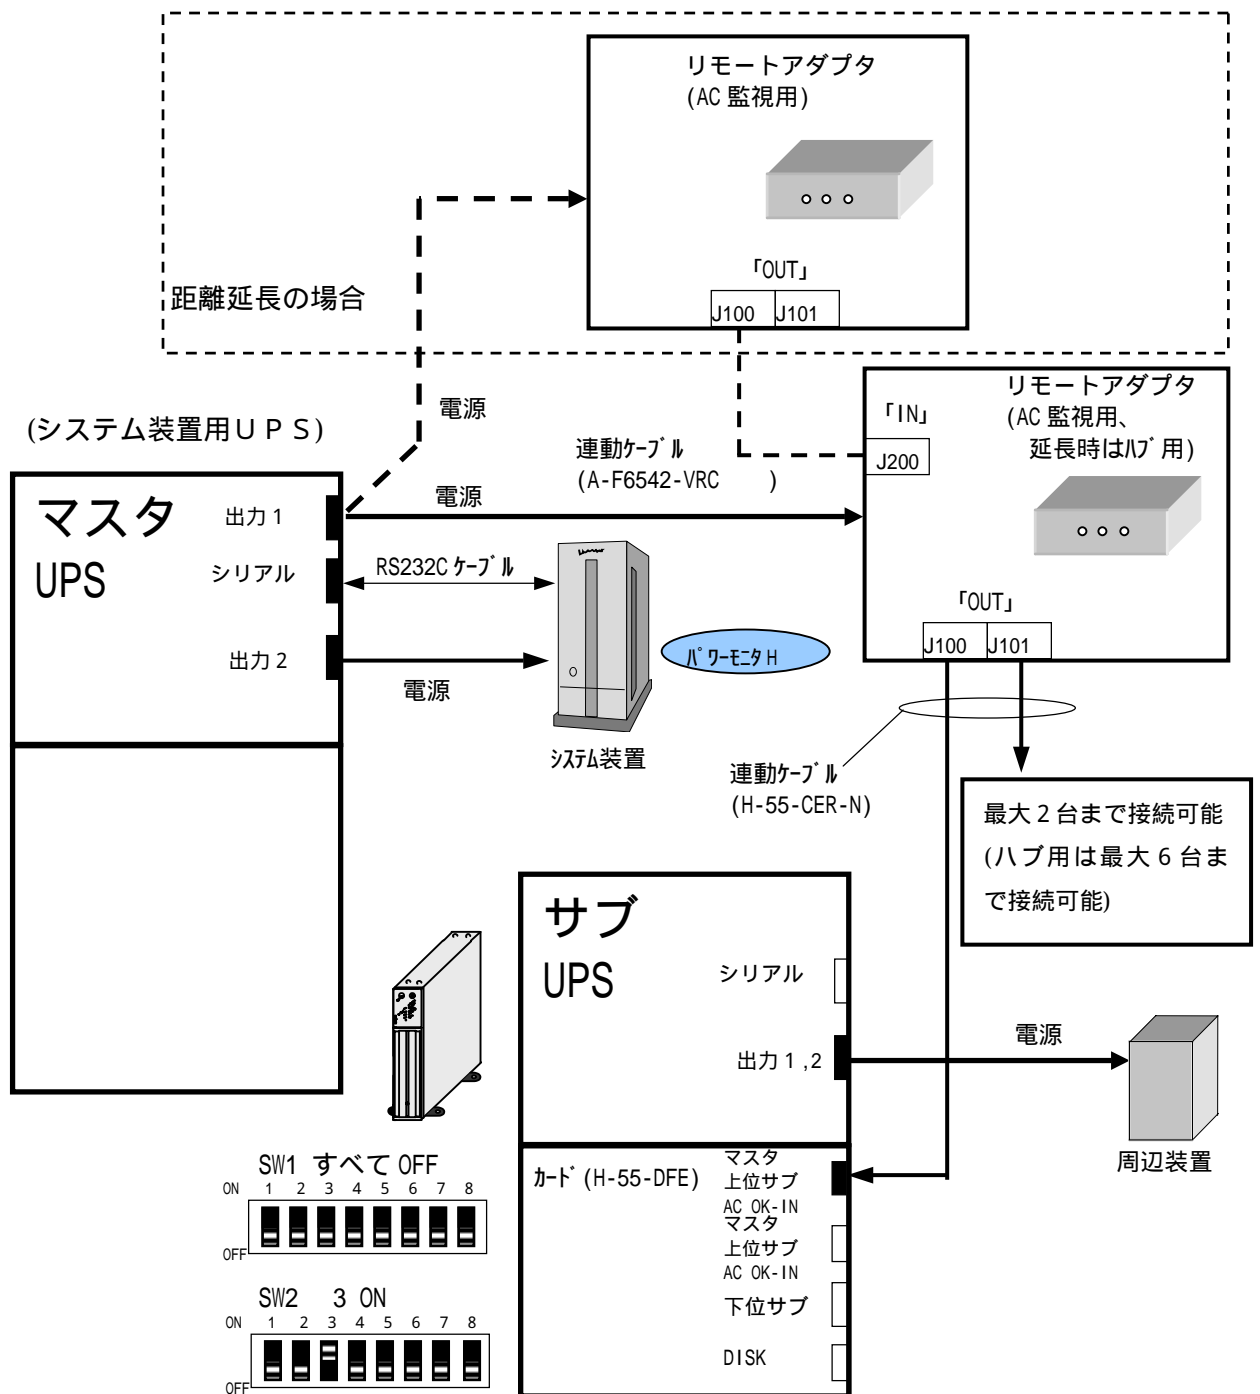 リモートアダプタ
(AC 監視用)
「OUT」
J100 J101
距離延長の場合
電源
(システム装置用ＵＰＳ)
リモートアダプタ
(AC 監視用、
延長時はﾊﾌﾞ用)
「IN」
J200
連動ｹｰﾌﾞﾙ
(A-F6542-VRC )
電源
マスタ
UPS
出力 1
シリアル
出力 2
RS232C ｹｰﾌﾞﾙ
ﾊﾟﾜｰﾓﾆﾀ H
電源
ｼｽﾃﾑ装置
「OUT」
J100 J101
連動ｹｰﾌﾞﾙ
(H-55-CER-N)
最大 2 台まで接続可能
(ハブ用は最大 6 台ま
で接続可能)
サブ
UPS
シリアル
出力 1 ,2
電源
周辺装置
ｶｰﾄﾞ (H-55-DFE)
マスタ
上位サブ
AC OK-IN
マスタ
上位サブ
AC OK-IN
下位サブ
DISK
SW1 すべて OFF
ON 1 2 3 4 5 6 7 8
OFF
SW2 3 ON
ON 1 2 3 4 5 6 7 8
OFF